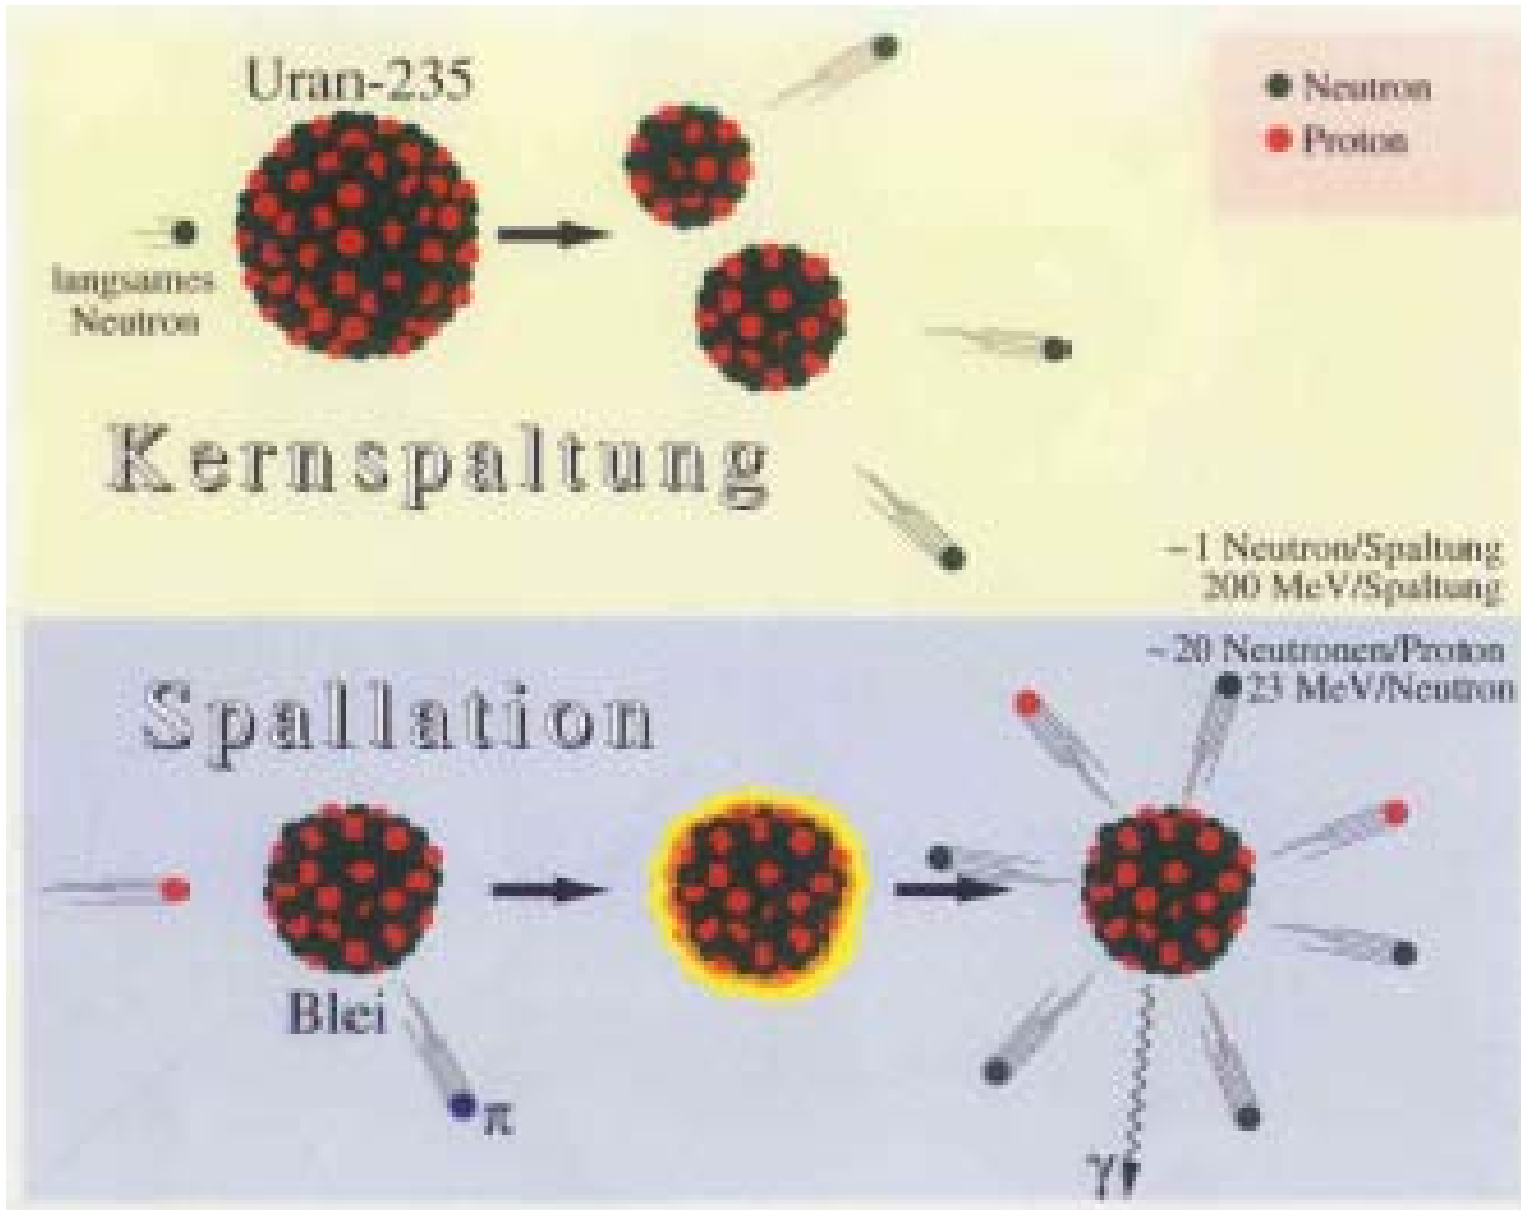 Uran-235
Neutron
Proton
langsames
Neutron
Kernspaltung
~1 Neutron/Spaltung
200 MeV/Spaltung
~20 Neutronen/Proton
23 MeV/Neutron
Spallation
Blei
π
γ